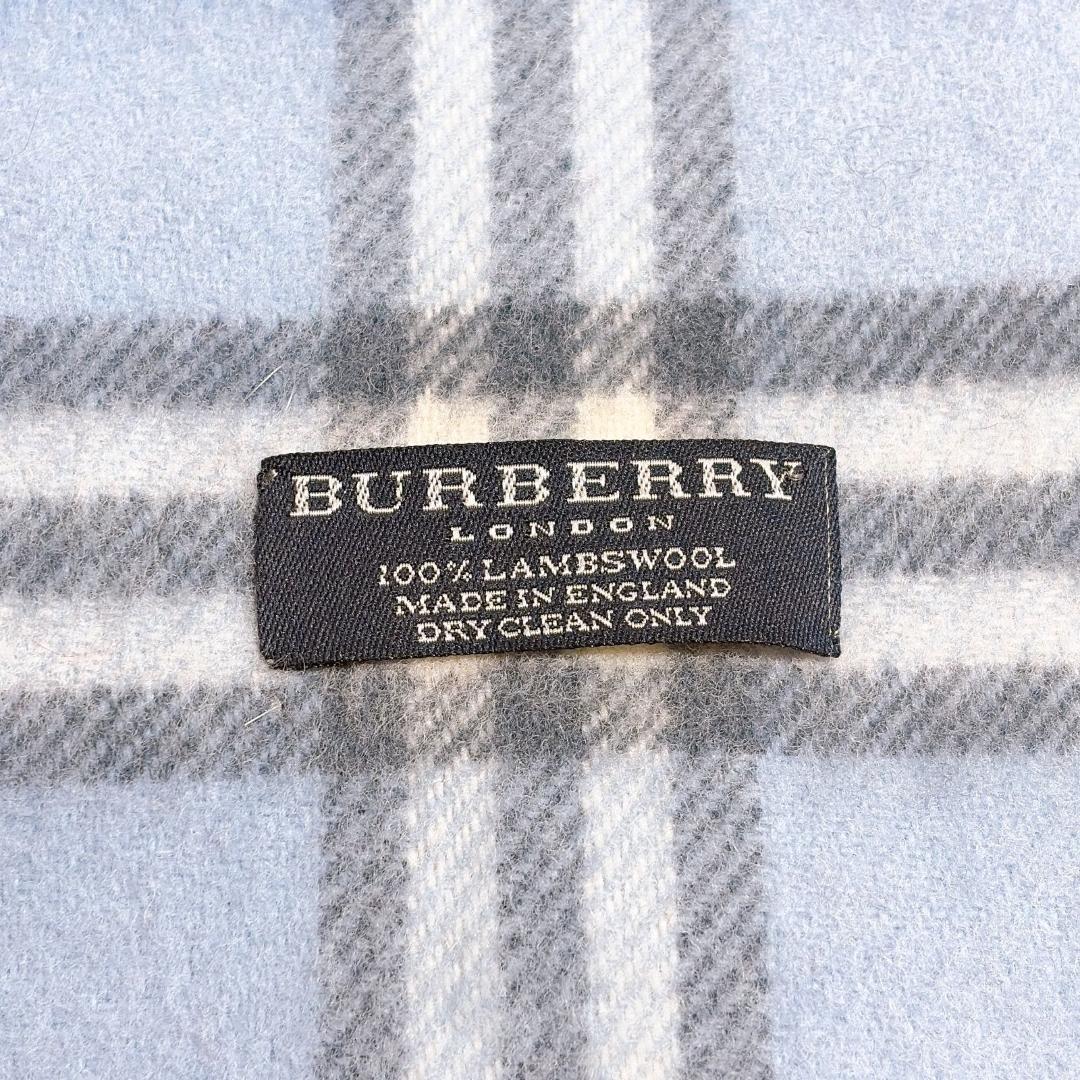 BURBERRY
LONDON
100% LAMBSWOOL
MADE IN ENGLAND
DRY CLEAN ONLY